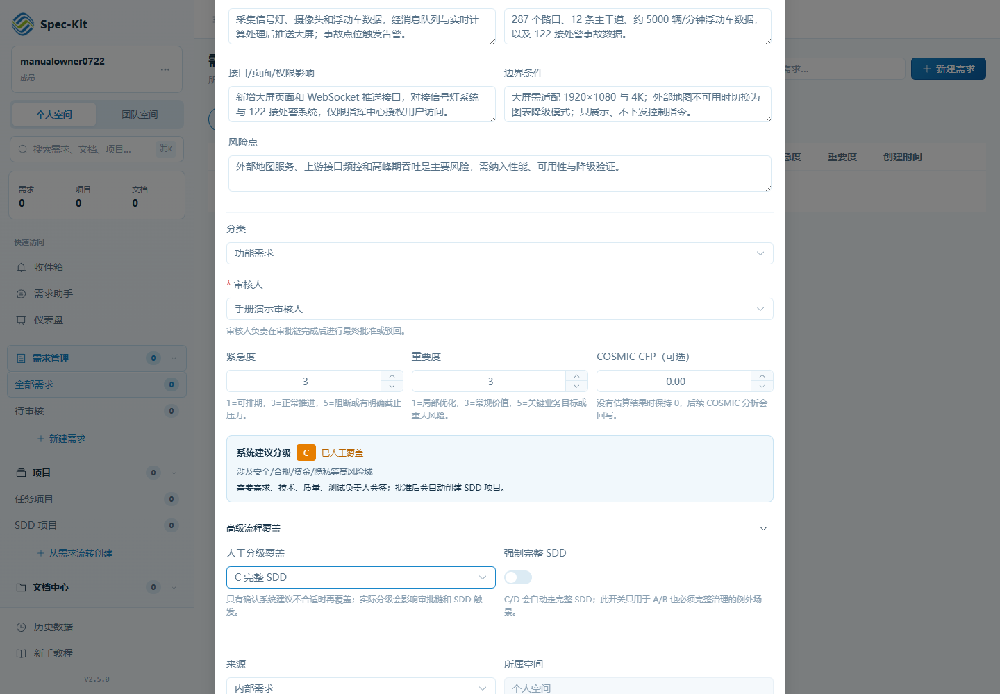 Spec-Kit
manualowner0722
成员
个人空间
团队空间
搜索需求、文档、项目...
⌘K
需求
项目
文档
0
0
0
快速访问
收件箱
需求助手
仪表盘
需求管理
0
全部需求
0
待审核
0
新建需求
项目
0
任务项目
0
SDD 项目
0
从需求流转创建
文档中心
0
历史数据
新手教程
v2.5.0
新建需求
急度
重要度
创建时间
采集信号灯、摄像头和浮动车数据，经消息队列与实时计
算处理后推送大屏；事故点位触发告警。
287 个路口、12 条主干道、约 5000 辆/分钟浮动车数据，
以及 122 接处警事故数据。
接口/页面/权限影响
边界条件
新增大屏页面和 WebSocket 推送接口，对接信号灯系统
与 122 接处警系统，仅限指挥中心授权用户访问。
大屏需适配 1920×1080 与 4K；外部地图不可用时切换为
图表降级模式；只展示、不下发控制指令。
风险点
外部地图服务、上游接口频控和高峰期吞吐是主要风险，需纳入性能、可用性与降级验证。
分类
功能需求
* 审核人
手册演示审核人
审核人负责在审批链完成后进行最终批准或驳回。
紧急度
重要度
COSMIC CFP（可选）
3
3
0.00
1=可排期，3=正常推进，5=阻断或有明确截止
压力。
1=局部优化，3=常规价值，5=关键业务目标或
重大风险。
没有估算结果时保持 0，后续 COSMIC 分析会
回写。
系统建议分级 C 已人工覆盖
涉及安全/合规/资金/隐私等高风险域
需要需求、技术、质量、测试负责人会签；批准后会自动创建 SDD 项目。
高级流程覆盖
人工分级覆盖
强制完整 SDD
C 完整 SDD
只有确认系统建议不合适时再覆盖；实际分级会影响审批链和 SDD 触
发。
C/D 会自动走完整 SDD；此开关只用于 A/B 也必须完整治理的例外场
景。
来源
所属空间
内部需求
个人空间